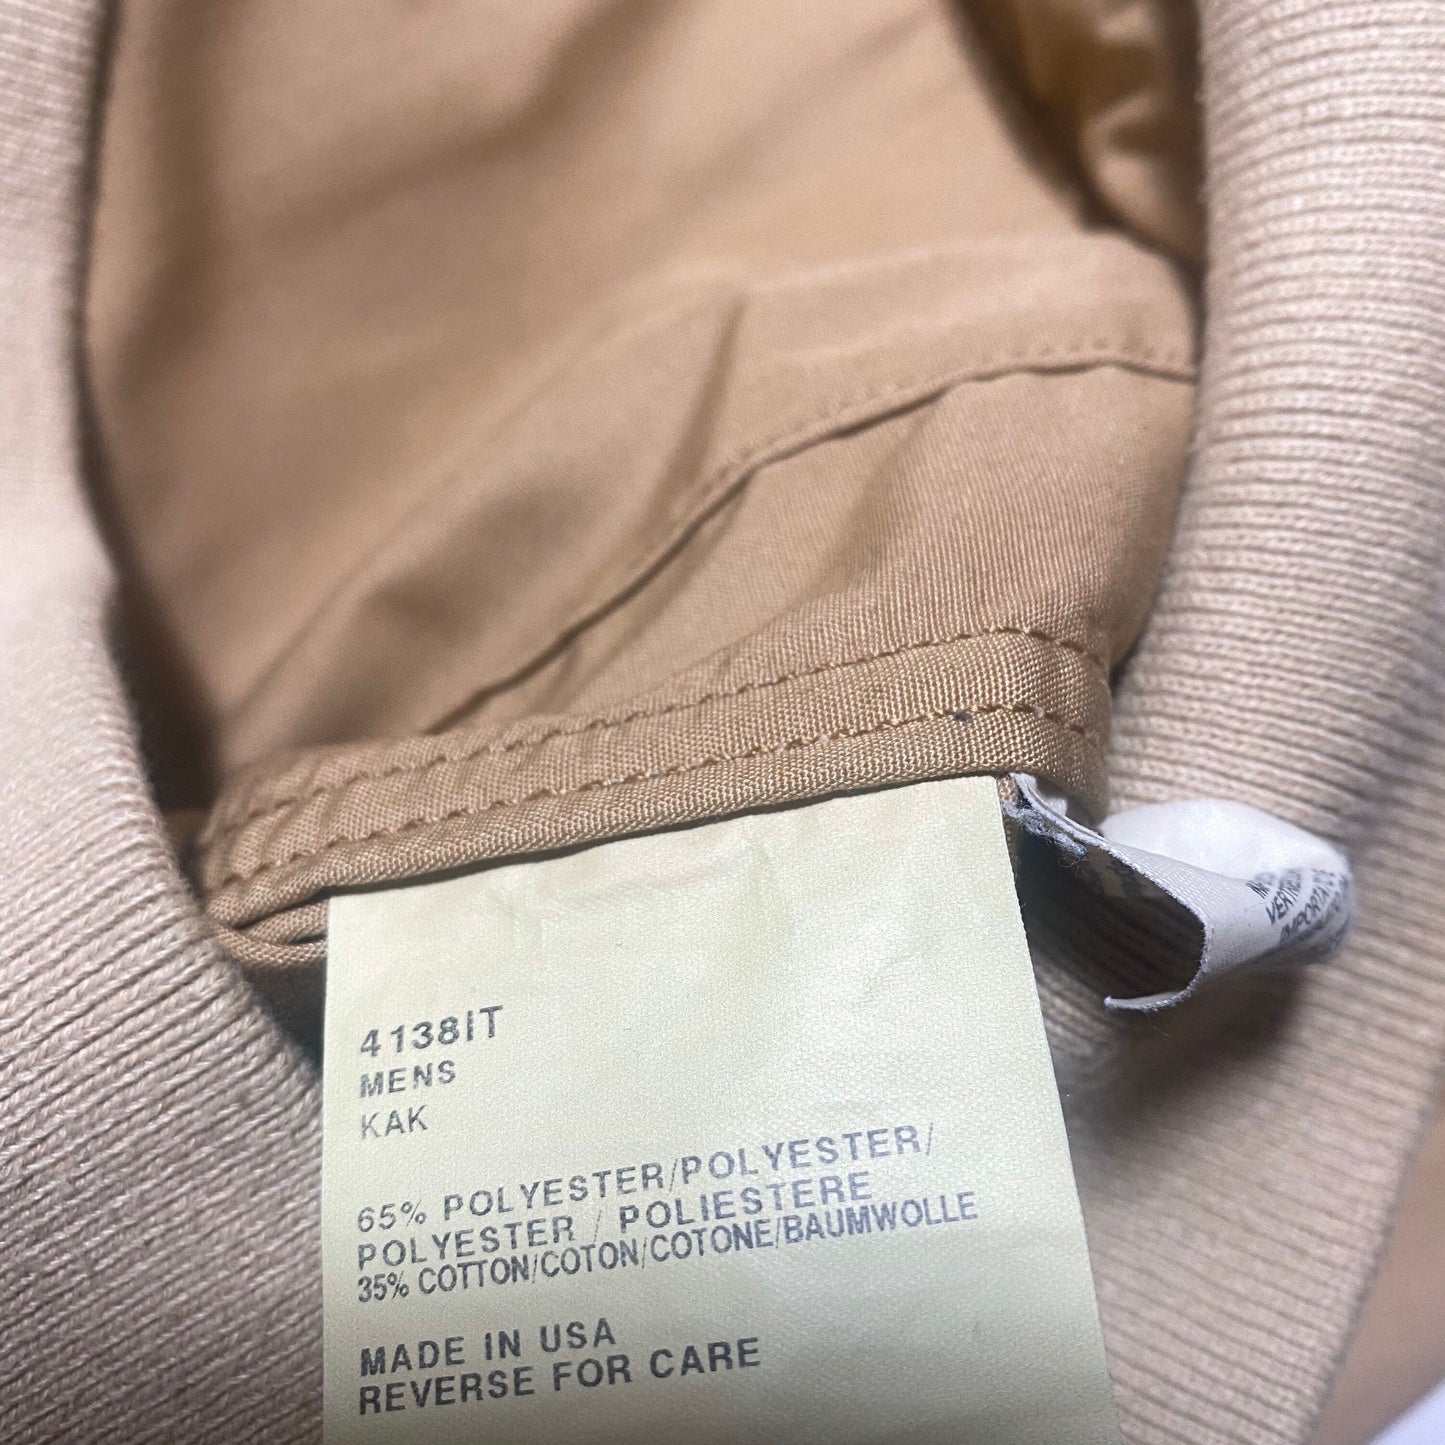 4138IT
MENS
KAK
65% POLYESTER/POLYESTER/
POLYESTER / POLIESTERE
35% COTTON/COTON/COTONE/BAUMWOLLE
MADE IN USA
REVERSE FOR CARE
IMPORTA